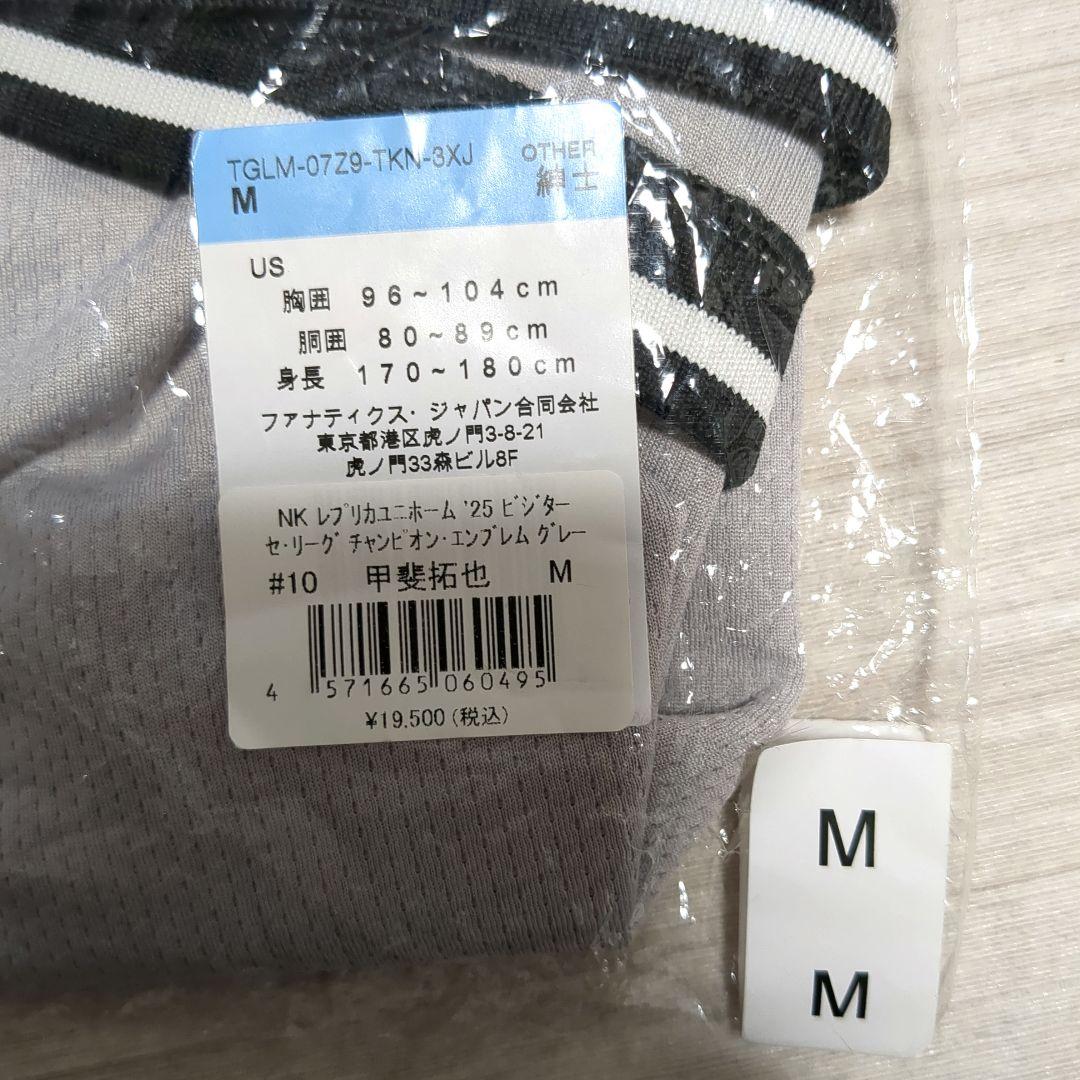 TGLM-07Z9-TKN-3XJ OTHER
M 紳士
US
胸囲 96~104cm
胴囲 80~89cm
身長 170~180cm
ファナティクス・ジャパン合同会社
東京都港区虎ノ門3-8-21
虎ノ門33森ビル8F
NK レプリカユニホーム '25 ビジター
セ・リーグ チャンピオン・エンブレム グレー
#10 甲斐拓也 M
4 571665 060495
¥19,500(税込)
M
M